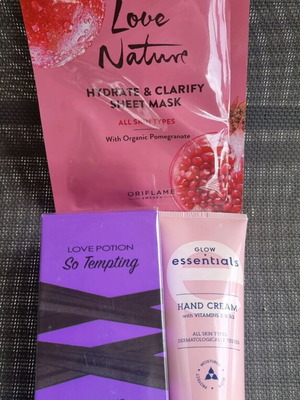 Love
Nature
HYDRATE & CLARIFY
SHEET MASK
ALL SKIN TYPES
With Organic Pomegranate
ORIFLAME
SWEDEN
LOVE POTION
So Tempting
GLOW
essentials
HAND CREAM
with VITAMINS E & B3
ALL SKIN TYPES
DERMATOLOGICALLY TESTED